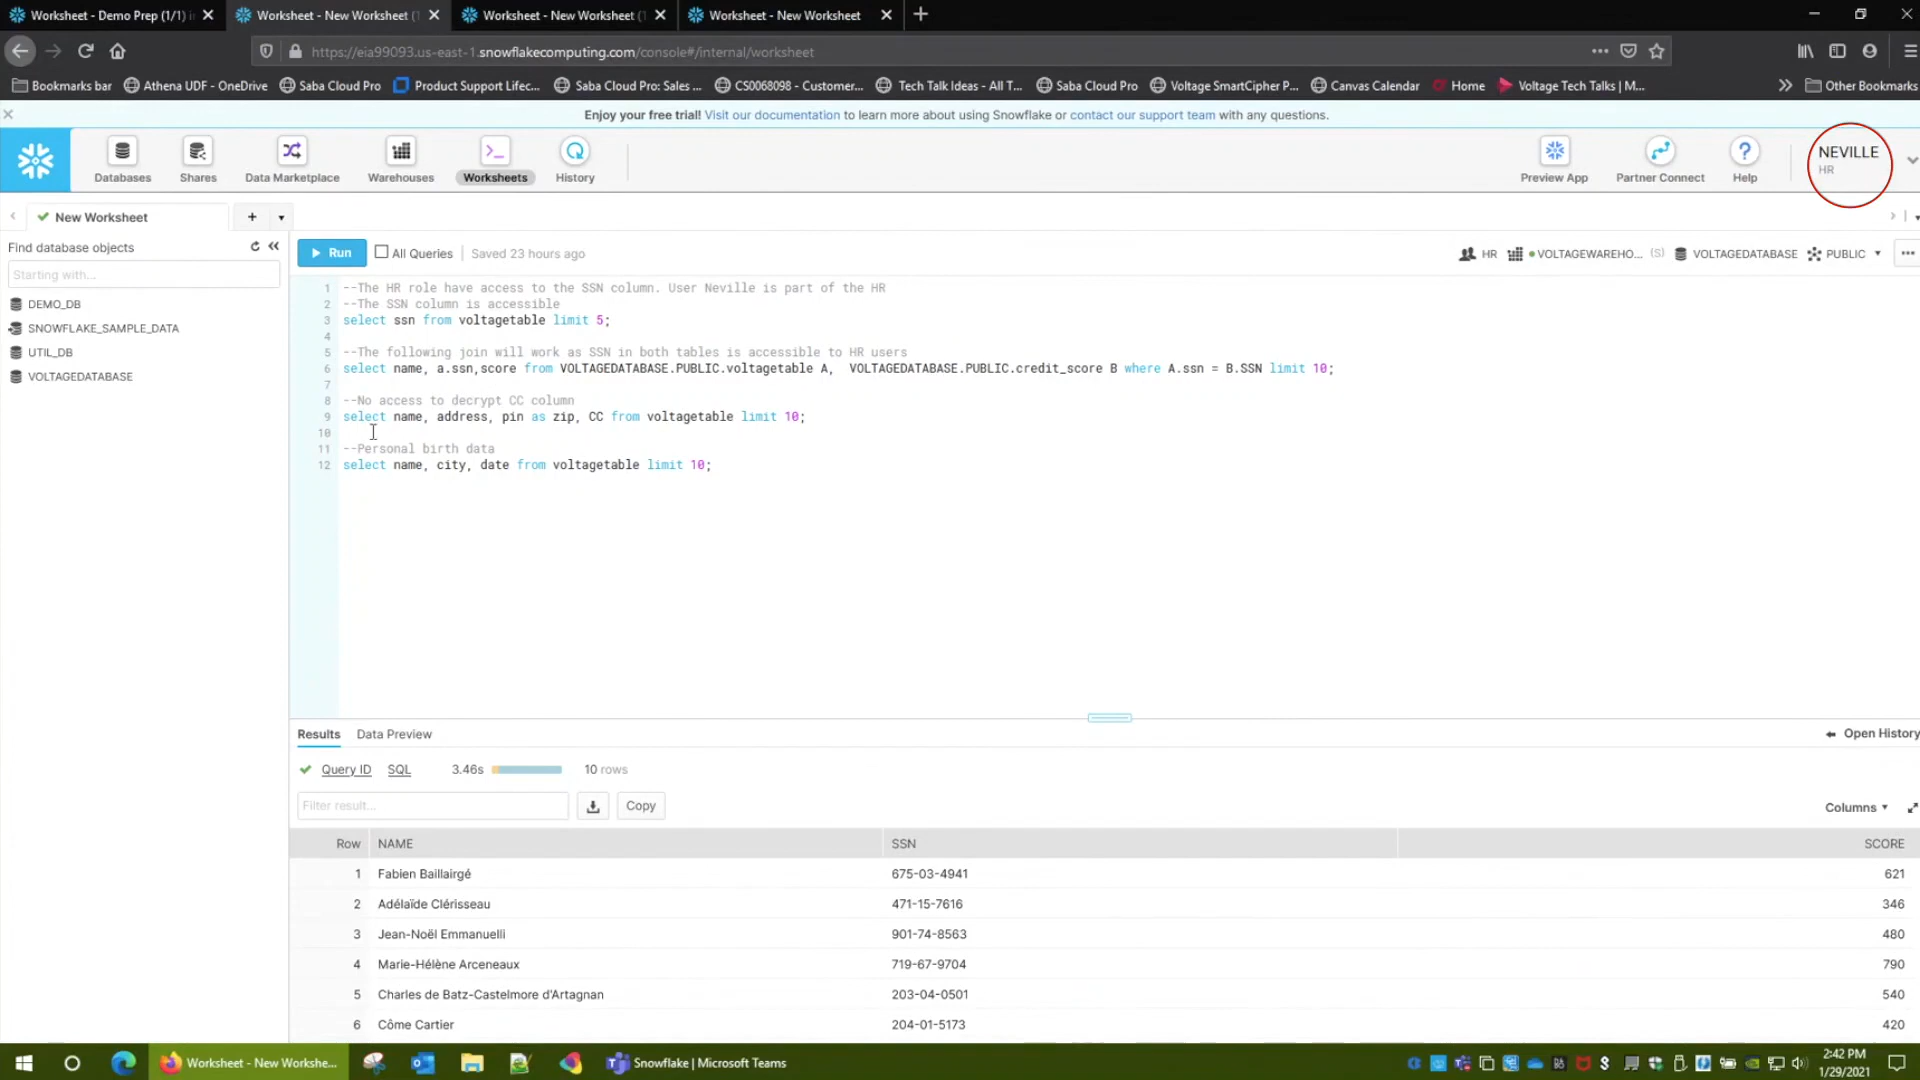 Worksheet - Demo Prep (1/1) i
Worksheet - New Worksheet (1
Worksheet - New Worksheet (1
Worksheet - New Worksheet
https://eia99093.us-east-1.snowflakecomputing.com/console#/internal/worksheet
Bookmarks bar
Athena UDF - OneDrive
Saba Cloud Pro
Product Support Lifec...
Saba Cloud Pro: Sales ...
CS0068098 - Customer...
Tech Talk Ideas - All T...
Saba Cloud Pro
Voltage SmartCipher P...
Canvas Calendar
Home
Voltage Tech Talks | M...
Other Bookmarks
Enjoy your free trial! Visit our documentation to learn more about using Snowflake or contact our support team with any questions.
Databases
Shares
Data Marketplace
Warehouses
Worksheets
History
Preview App
Partner Connect
Help
NEVILLE
HR
New Worksheet
Find database objects
Starting with...
DEMO_DB
SNOWFLAKE_SAMPLE_DATA
UTIL_DB
VOLTAGEDATABASE
Run
All Queries
Saved 23 hours ago
HR
VOLTAGEWAREHO... (S)
VOLTAGEDATABASE
PUBLIC
1 --The HR role have access to the SSN column. User Neville is part of the HR
2 --The SSN column is accessible
3 select ssn from voltagetable limit 5;
4
5 --The following join will work as SSN in both tables is accessible to HR users
6 select name, a.ssn,score from VOLTAGEDATABASE.PUBLIC.voltagetable A,  VOLTAGEDATABASE.PUBLIC.credit_score B where A.ssn = B.SSN limit 10;
7
8 --No access to decrypt CC column
9 select name, address, pin as zip, CC from voltagetable limit 10;
10
11 --Personal birth data
12 select name, city, date from voltagetable limit 10;
Results
Data Preview
Open History
Query ID
SQL
3.46s
10 rows
Filter result...
Copy
Columns
Row NAME SSN SCORE
1 Fabien Baillairgé 675-03-4941 621
2 Adélaïde Clérisseau 471-15-7616 346
3 Jean-Noël Emmanuelli 901-74-8563 480
4 Marie-Hélène Arceneaux 719-67-9704 790
5 Charles de Batz-Castelmore d'Artagnan 203-04-0501 540
6 Côme Cartier 204-01-5173 420
Worksheet - New Workshe...
Snowflake | Microsoft Teams
2:42 PM
1/29/2021